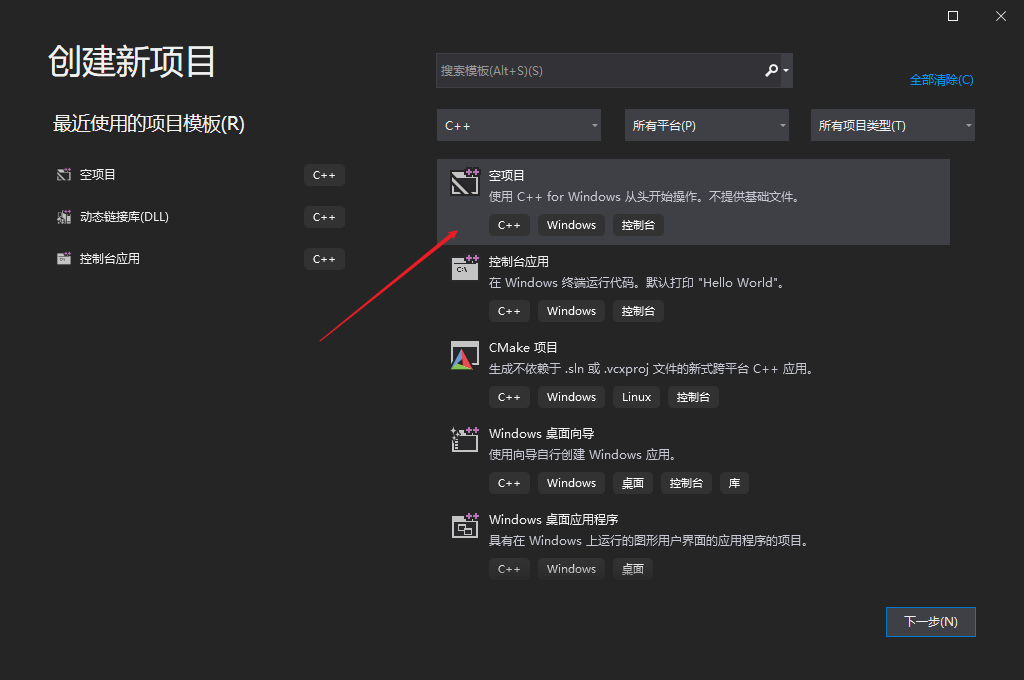 创建新项目
搜索模板(Alt+S)(S)
全部清除(C)
最近使用的项目模板(R)
C++
所有平台(P)
所有项目类型(T)
空项目
C++
动态链接库(DLL)
C++
控制台应用
C++
空项目
使用 C++ for Windows 从头开始操作。不提供基础文件。
C++ Windows 控制台
C:\
控制台应用
在 Windows 终端运行代码。默认打印 "Hello World"。
C++ Windows 控制台
CMake 项目
生成不依赖于 .sln 或 .vcxproj 文件的新式跨平台 C++ 应用。
C++ Windows Linux 控制台
Windows 桌面向导
使用向导自行创建 Windows 应用。
C++ Windows 桌面 控制台 库
Windows 桌面应用程序
具有在 Windows 上运行的图形用户界面的应用程序的项目。
C++ Windows 桌面
下一步(N)